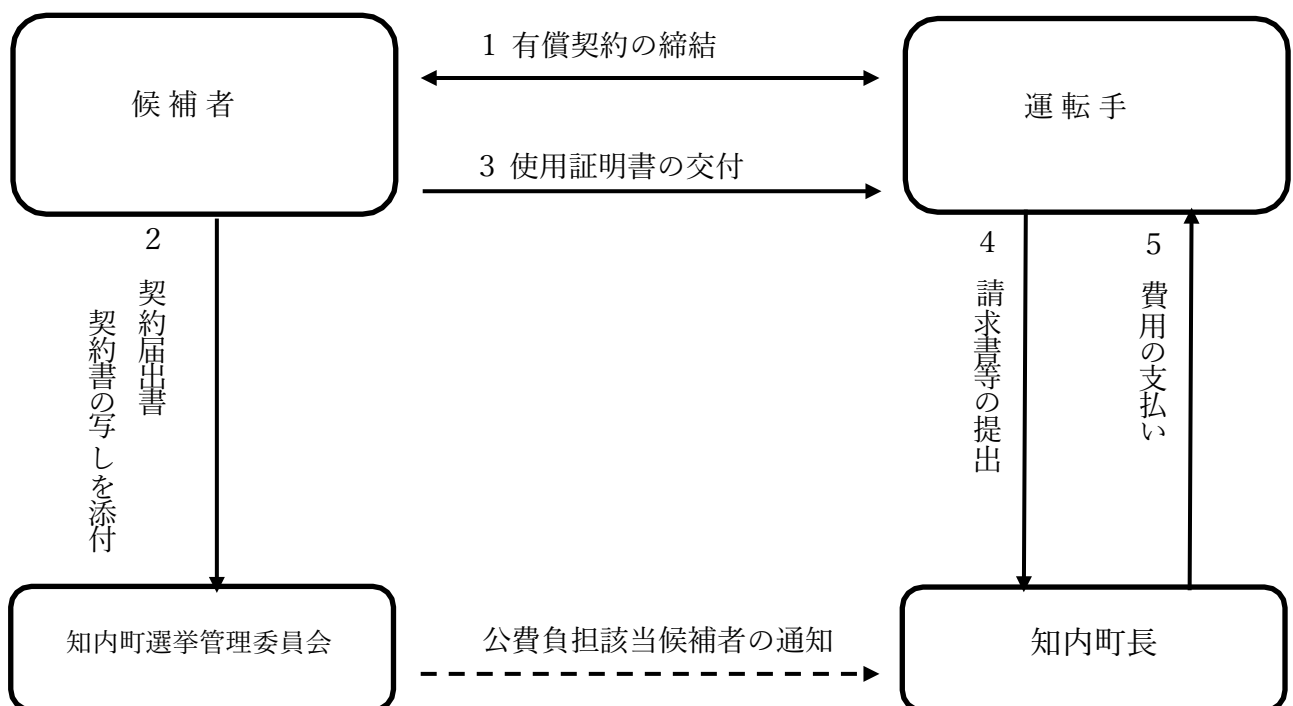 1 有償契約の締結
候補者
運転手
3 使用証明書の交付
2 契約届出書
契約書の写しを添付
4 請求書等の提出
5 費用の支払い
知内町選挙管理委員会
公費負担該当候補者の通知
知内町長